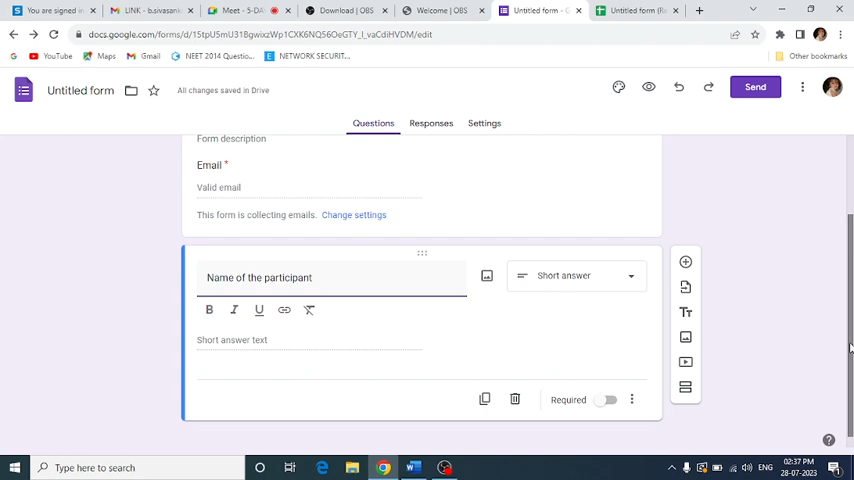 You are signed in
LINK - b.sivasank
Meet - 5-DAY
Download | OBS
Welcome | OBS
Untitled form - G
Untitled form (Re
docs.google.com/forms/d/15tpU5mU318gwixzWp1CXK6NQ56OeGTY_l_vaCdiHVDM/edit
YouTube
Maps
Gmail
NEET 2014 Questio...
NETWORK SECURIT...
Other bookmarks
Untitled form
All changes saved in Drive
Send
Questions
Responses
Settings
Form description
Email *
Valid email
This form is collecting emails. Change settings
Name of the participant
Short answer
B I U
Short answer text
Required
Type here to search
ENG
02:37 PM
28-07-2023